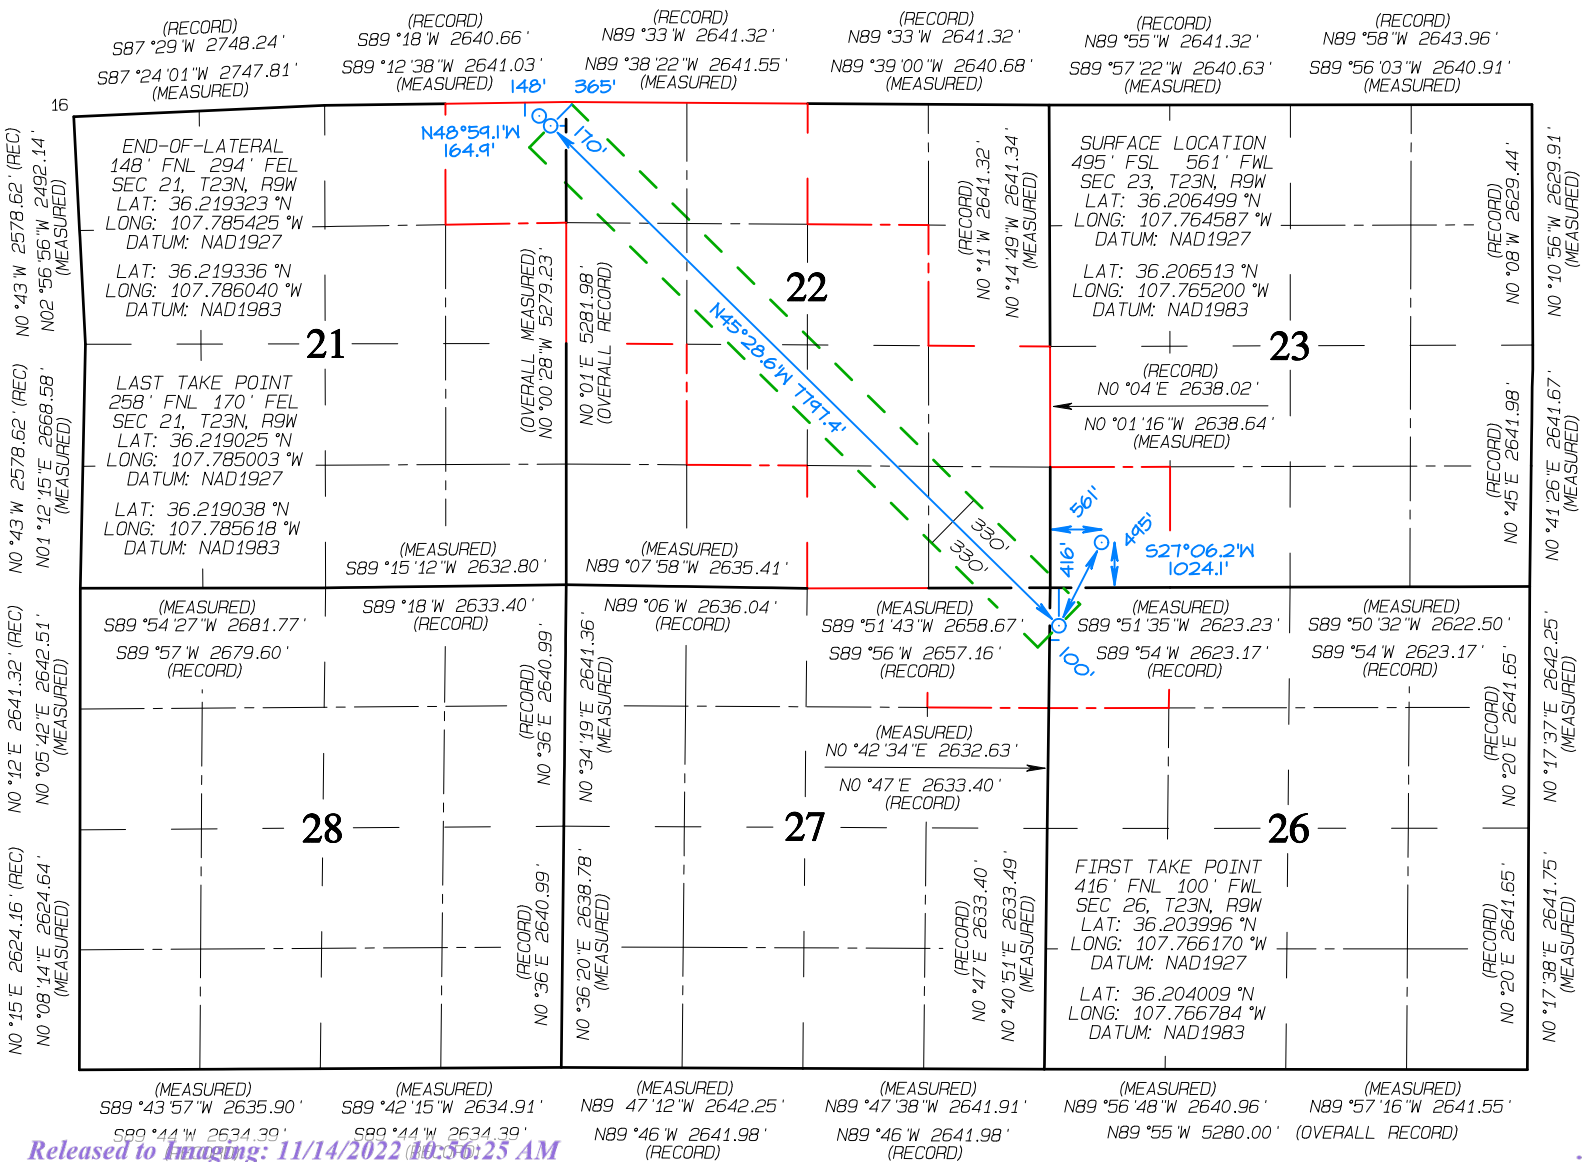 (RECORD)
S87°29'W 2748.24'
S87°24'01"W 2747.81'
(MEASURED)
(RECORD)
S89°18'W 2640.66'
S89°12'38"W 2641.03'
(MEASURED)
(RECORD)
N89°33'W 2641.32'
N89°38'22"W 2641.55'
(MEASURED)
(RECORD)
N89°33'W 2641.32'
N89°39'00"W 2640.68'
(MEASURED)
(RECORD)
N89°55'W 2641.32'
S89°57'22"W 2640.63'
(MEASURED)
(RECORD)
N89°58'W 2643.96'
S89°56'03"W 2640.91'
(MEASURED)
16
148'
365'
170'
N48°59.1'W
164.9'
END-OF-LATERAL
148' FNL 294' FEL
SEC 21, T23N, R9W
LAT: 36.219323°N
LONG: 107.785425°W
DATUM: NAD1927
LAT: 36.219336°N
LONG: 107.786040°W
DATUM: NAD1983
21
LAST TAKE POINT
258' FNL 170' FEL
SEC 21, T23N, R9W
LAT: 36.219025°N
LONG: 107.785003°W
DATUM: NAD1927
LAT: 36.219038°N
LONG: 107.785618°W
DATUM: NAD1983
N0°43'W 2578.62' (REC)
N02°56'56"W 2492.14'
(MEASURED)
N0°43'W 2578.62' (REC)
N01°12'15"E 2668.58'
(MEASURED)
(OVERALL MEASURED)
N0°00'28"W 5279.23'
N0°01'E 5281.98'
(OVERALL RECORD)
22
N45°28.6'W 7797.4'
330'
330'
(RECORD)
N0°11'W 2641.32'
N0°14'49"W 2641.34'
(MEASURED)
SURFACE LOCATION
495' FSL 561' FWL
SEC 23, T23N, R9W
LAT: 36.206499°N
LONG: 107.764587°W
DATUM: NAD1927
LAT: 36.206513°N
LONG: 107.765200°W
DATUM: NAD1983
23
(RECORD)
N0°04'E 2638.02'
N0°01'16"W 2638.64'
(MEASURED)
(RECORD)
N0°08'W 2629.44'
N0°10'56"W 2629.91'
(MEASURED)
(RECORD)
N0°45'E 2641.98'
N0°41'26"E 2641.67'
(MEASURED)
561'
495'
416'
S27°06.2'W
1024.1'
100'
(MEASURED)
S89°15'12"W 2632.80'
(MEASURED)
N89°07'58"W 2635.41'
(MEASURED)
S89°54'27"W 2681.77'
S89°57'W 2679.60'
(RECORD)
S89°18'W 2633.40'
(RECORD)
N89°06'W 2636.04'
(RECORD)
(MEASURED)
S89°51'43"W 2658.67'
S89°56'W 2657.16'
(RECORD)
(MEASURED)
S89°51'35"W 2623.23'
S89°54'W 2623.17'
(RECORD)
(MEASURED)
S89°50'32"W 2622.50'
S89°54'W 2623.17'
(RECORD)
N0°12'E 2641.32' (REC)
N0°05'42"E 2642.51'
(MEASURED)
N0°15'E 2624.16' (REC)
N0°08'14"E 2624.64'
(MEASURED)
(RECORD)
N0°36'E 2640.99'
N0°34'19"E 2641.36'
(MEASURED)
(RECORD)
N0°36'E 2640.99'
N0°36'20"E 2638.78'
(MEASURED)
(MEASURED)
N0°42'34"E 2632.63'
N0°47'E 2633.40'
(RECORD)
(RECORD)
N0°47'E 2633.40'
N0°40'51"E 2633.49'
(MEASURED)
(RECORD)
N0°20'E 2641.65'
N0°17'37"E 2642.25'
(MEASURED)
(RECORD)
N0°20'E 2641.65'
N0°17'38"E 2641.75'
(MEASURED)
28
27
26
FIRST TAKE POINT
416' FNL 100' FWL
SEC 26, T23N, R9W
LAT: 36.203996°N
LONG: 107.766170°W
DATUM: NAD1927
LAT: 36.204009°N
LONG: 107.766784°W
DATUM: NAD1983
(MEASURED)
S89°43'57"W 2635.90'
S89°44'W 2634.39'
(RECORD)
(MEASURED)
S89°42'15"W 2634.91'
S89°44'W 2634.39'
(RECORD)
(MEASURED)
N89 47'12"W 2642.25'
N89°46'W 2641.98'
(RECORD)
(MEASURED)
N89°47'38"W 2641.91'
N89°46'W 2641.98'
(RECORD)
(MEASURED)
N89°56'48"W 2640.96'
(MEASURED)
N89°57'16"W 2641.55'
N89°55'W 5280.00' (OVERALL RECORD)
Released to Imaging: 11/14/2022 10:56:25 AM